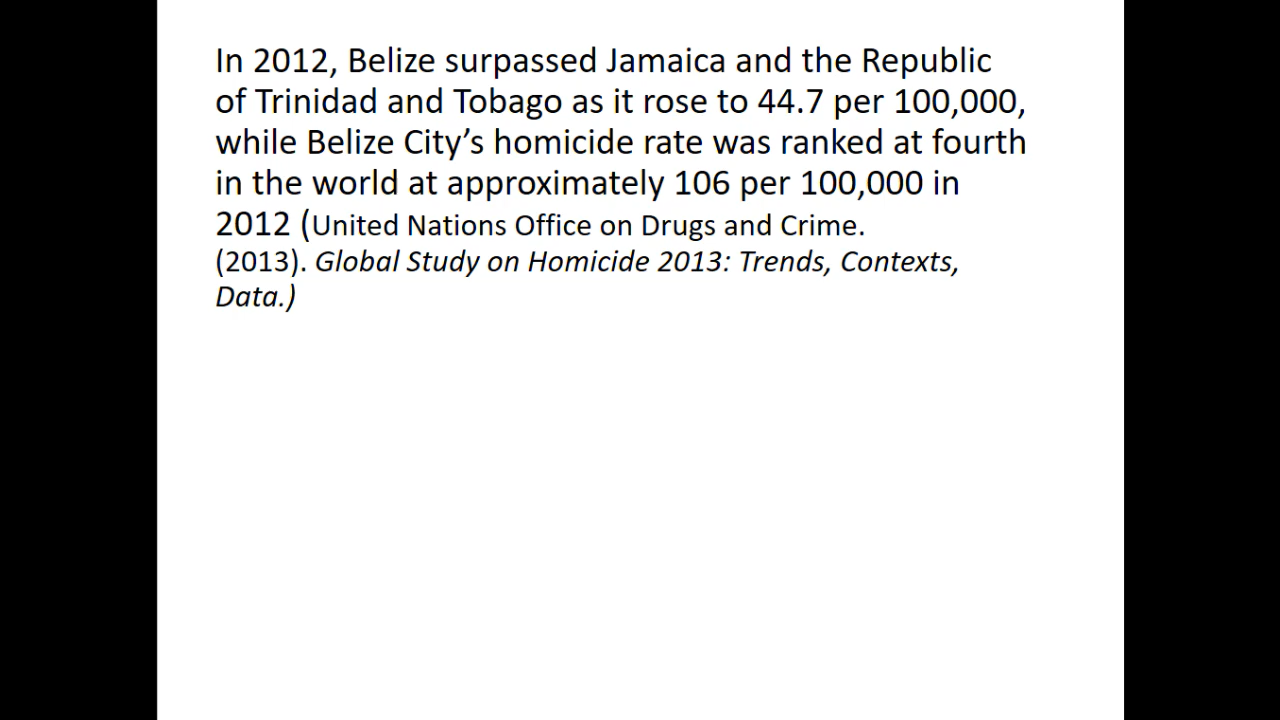 In 2012, Belize surpassed Jamaica and the Republic
of Trinidad and Tobago as it rose to 44.7 per 100,000,
while Belize City’s homicide rate was ranked at fourth
in the world at approximately 106 per 100,000 in
2012 (United Nations Office on Drugs and Crime.
(2013). Global Study on Homicide 2013: Trends, Contexts,
Data.)